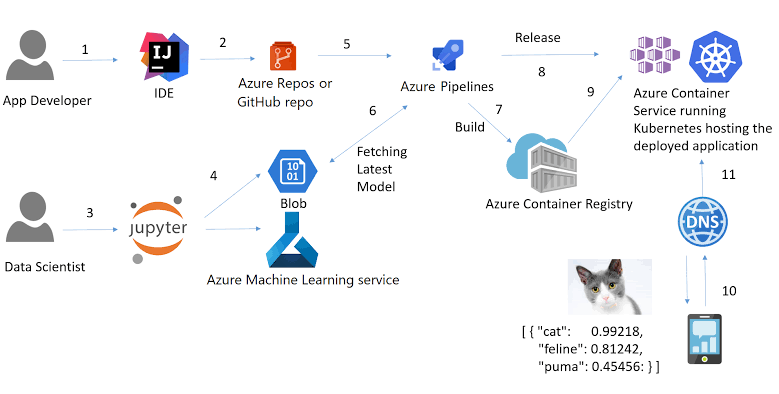 1
2
5
Release
8
IJ
App Developer
IDE
Azure Repos or
GitHub repo
Azure Pipelines
6
7
9
Build
Azure Container
Service running
Kubernetes hosting the
deployed application
Fetching
Latest
Model
10
01
Blob
4
3
jupyter
Data Scientist
Azure Machine Learning service
Azure Container Registry
11
DNS
10
[ { "cat": 0.99218,
"feline": 0.81242,
"puma": 0.45456: } ]